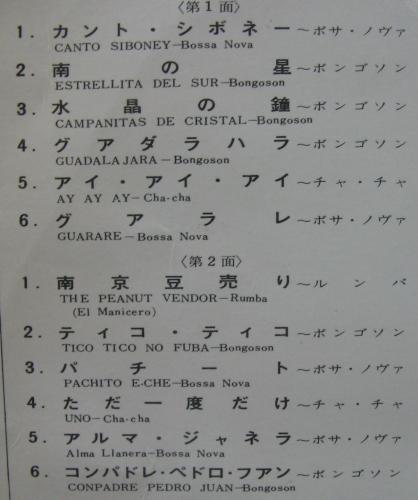 〈第1面〉
1. カント・シボネー〜ボサ・ノヴァ
CANTO SIBONEY—Bossa Nova
2. 南の星〜ボンゴソン
ESTRELLITA DEL SUR—Bongoson
3. 水晶の鐘〜ボンゴソン
CAMPANITAS DE CRISTAL—Bongoson
4. グアダラハラ〜ボンゴソン
GUADALAJARA—Bongoson
5. アイ・アイ・アイ〜チャ・チャ
AY AY AY—Cha-cha
6. グアラレ〜ボサ・ノヴァ
GUARARE—Bossa Nova
〈第2面〉
1. 南京豆売り〜ルンバ
THE PEANUT VENDOR—Rumba
(El Manicero)
2. ティコ・ティコ〜ボンゴソン
TICO TICO NO FUBA—Bongoson
3. パチート〜ボサ・ノヴァ
PACHITO E-CHE—Bossa Nova
4. ただ一度だけ〜チャ・チャ
UNO—Cha-cha
5. アルマ・ジャネラ〜ボサ・ノヴァ
Alma Llanera—Bossa Nova
6. コンパドレ・ペドロ・フアン〜ボンゴソン
CONPADRE PEDRO JUAN—Bongoson